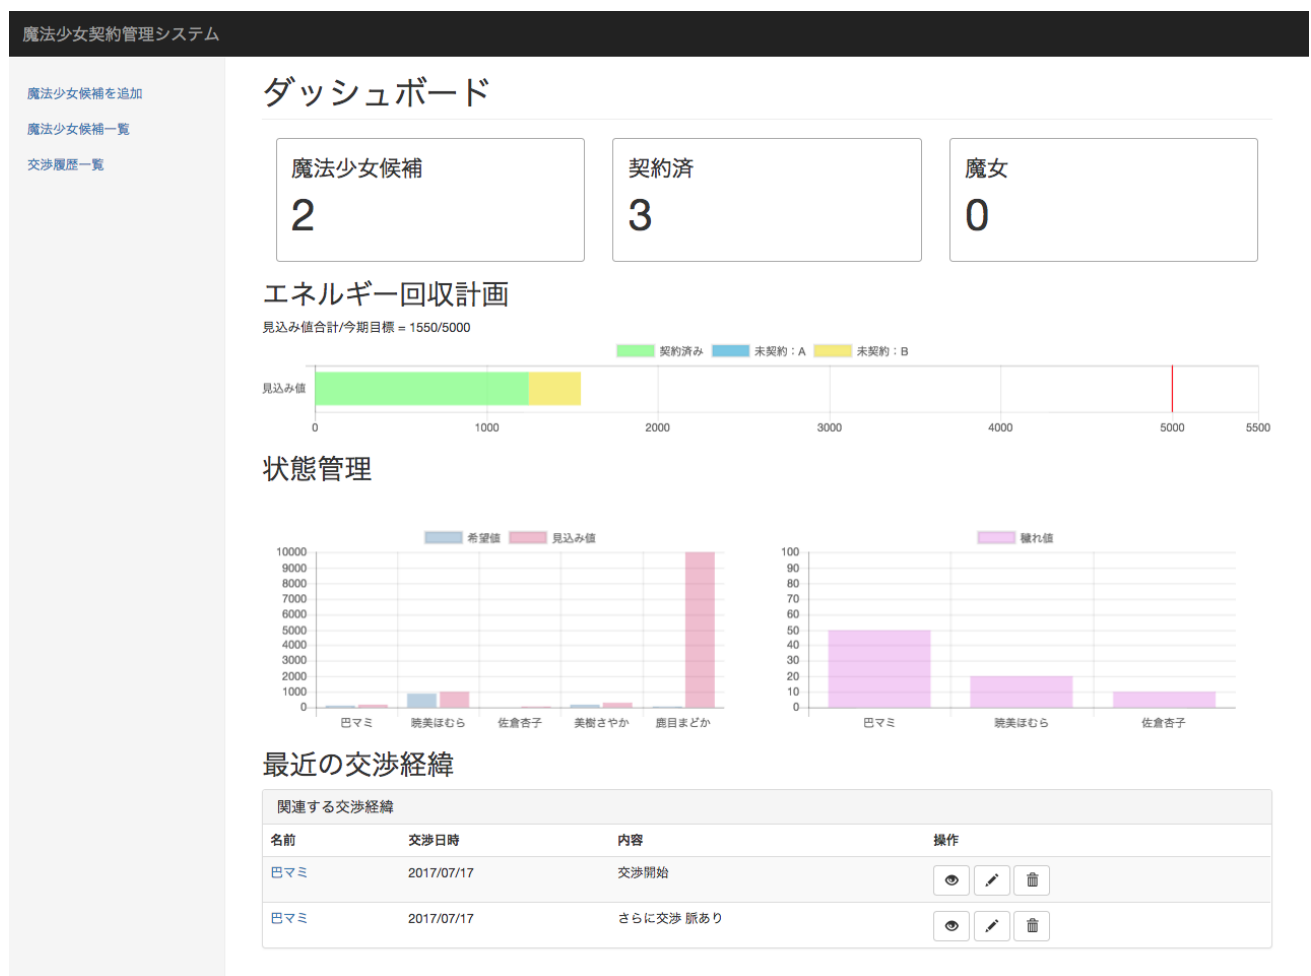 魔法少女契約管理システム
魔法少女候補を追加
魔法少女候補一覧
交渉履歴一覧
ダッシュボード
魔法少女候補
2
契約済
3
魔女
0
エネルギー回収計画
見込み値合計/今期目標 = 1550/5000
契約済み 未契約：A 未契約：B
見込み値
0 1000 2000 3000 4000 5000 5500
状態管理
希望値 見込み値
10000
9000
8000
7000
6000
5000
4000
3000
2000
1000
0
巴マミ 暁美ほむら 佐倉杏子 美樹さやか 鹿目まどか
穢れ値
100
90
80
70
60
50
40
30
20
10
0
巴マミ 暁美ほむら 佐倉杏子
最近の交渉経緯
関連する交渉経緯
名前 交渉日時 内容 操作
巴マミ 2017/07/17 交渉開始
巴マミ 2017/07/17 さらに交渉 脈あり